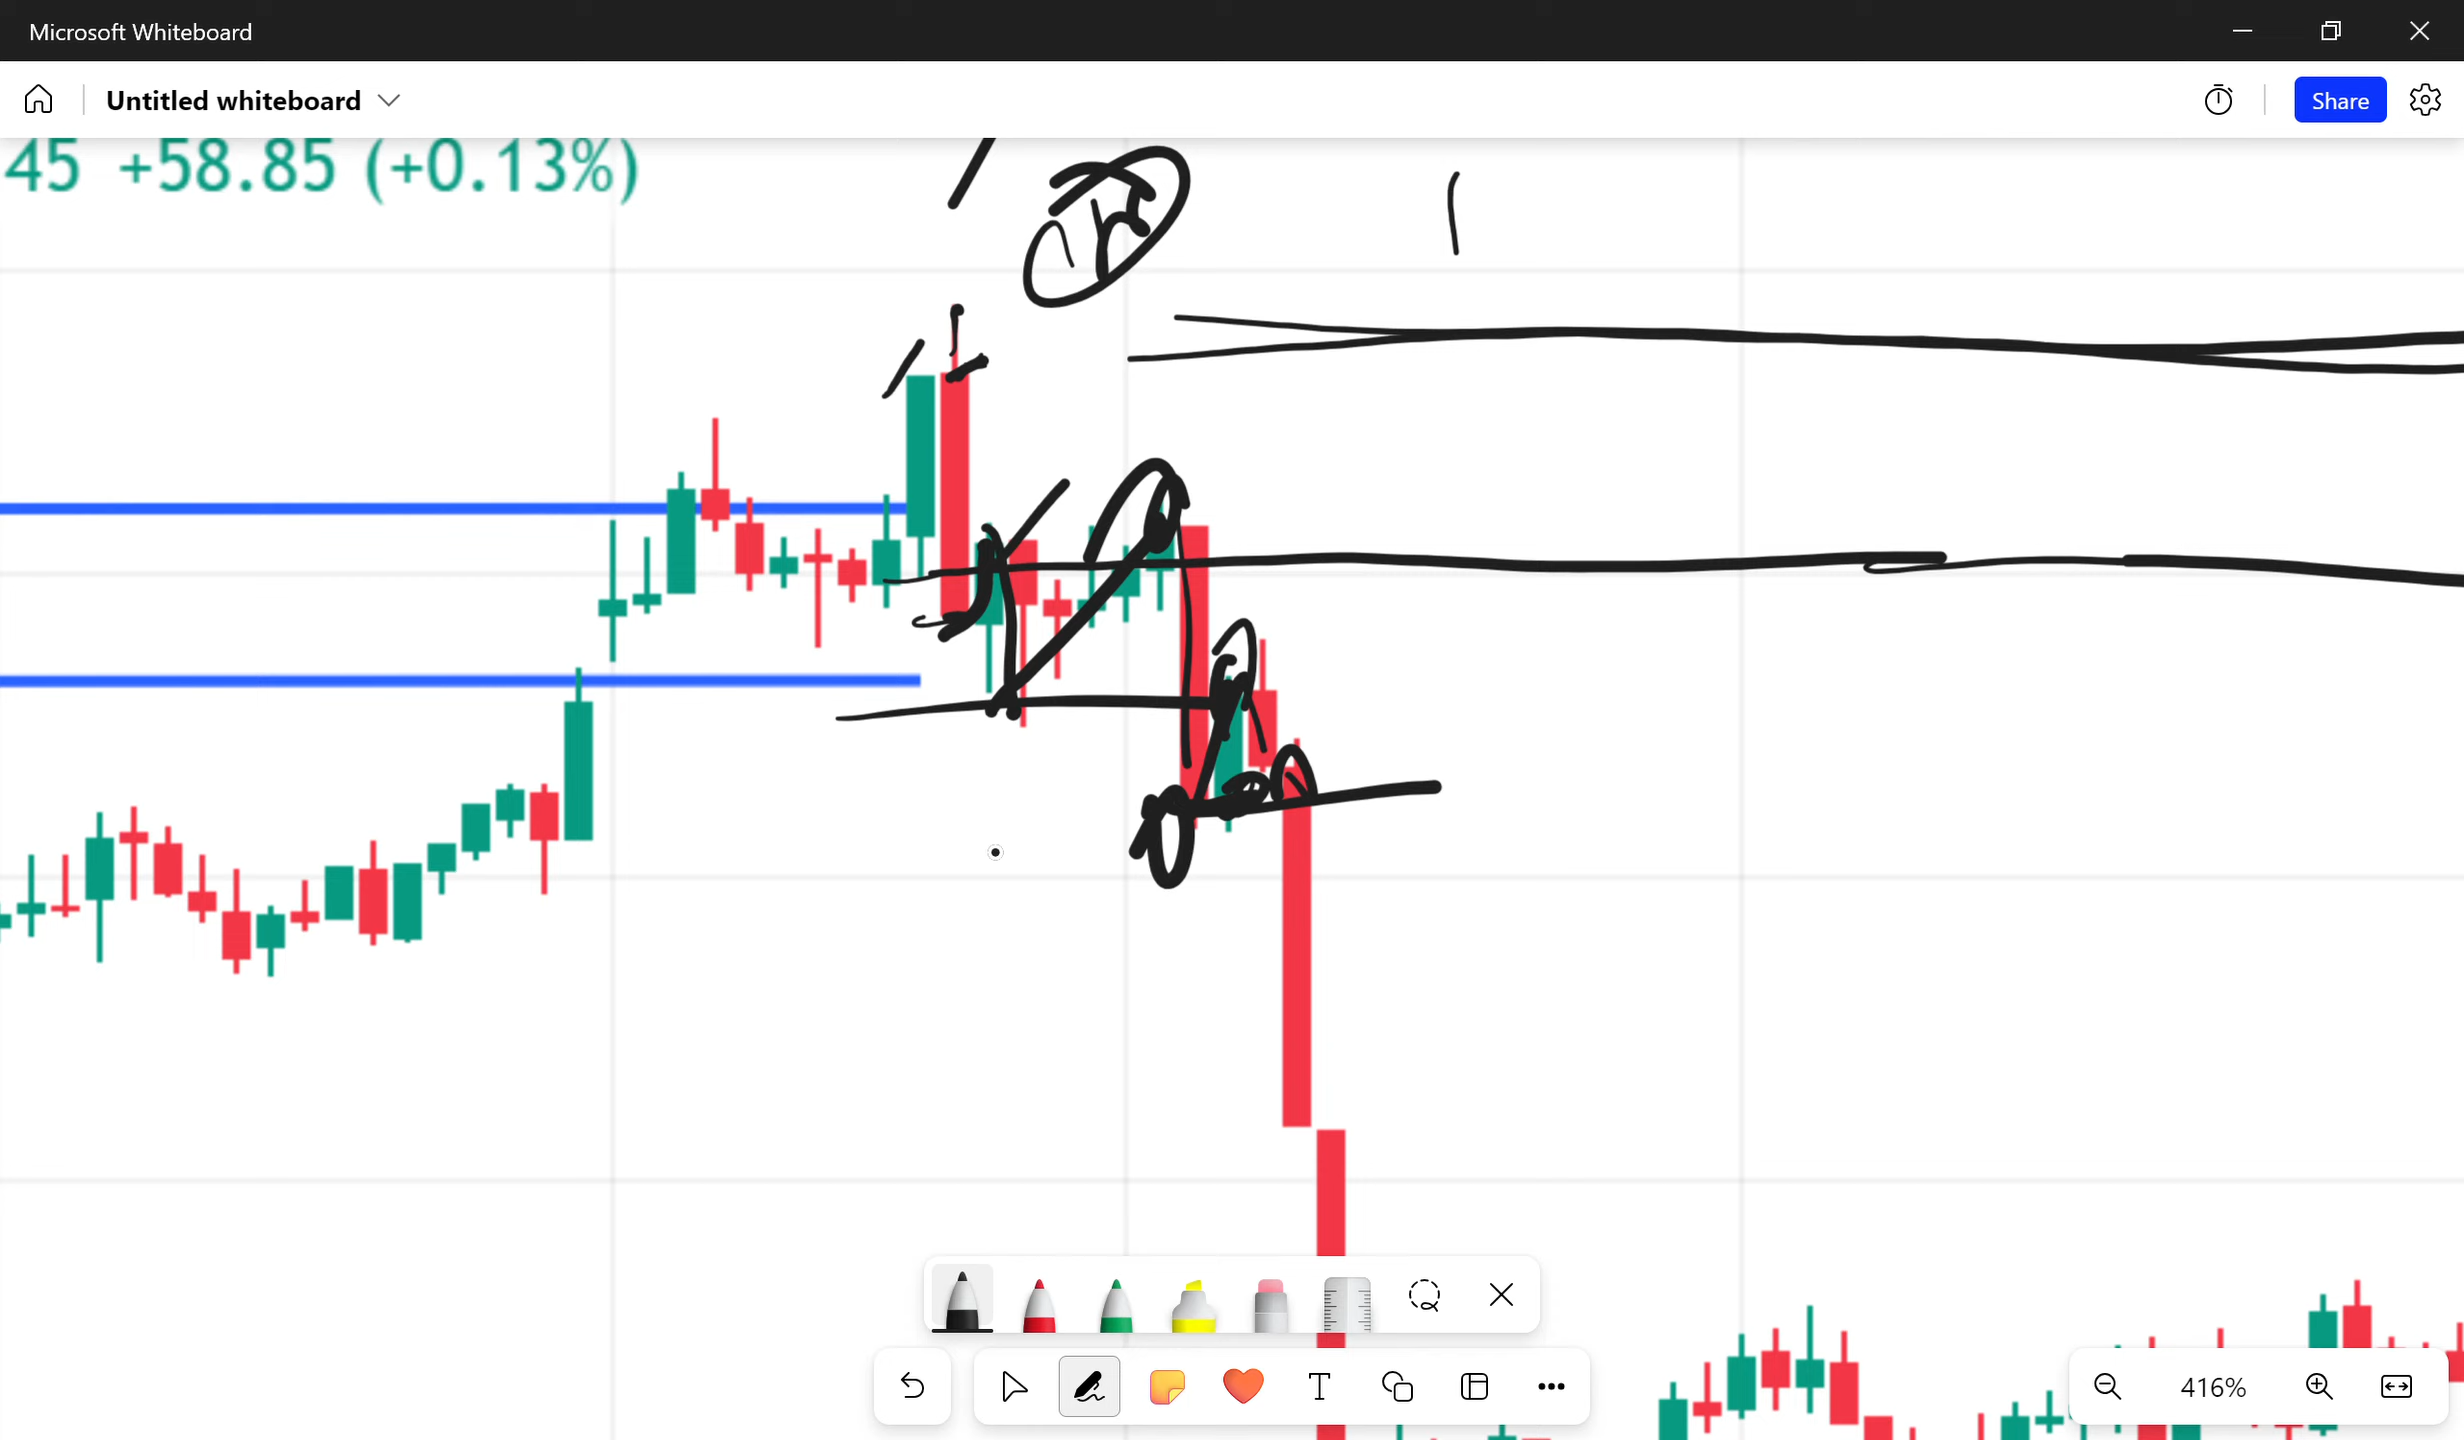 Microsoft Whiteboard
Untitled whiteboard
Share
45 +58.85 (+0.13%)
416%